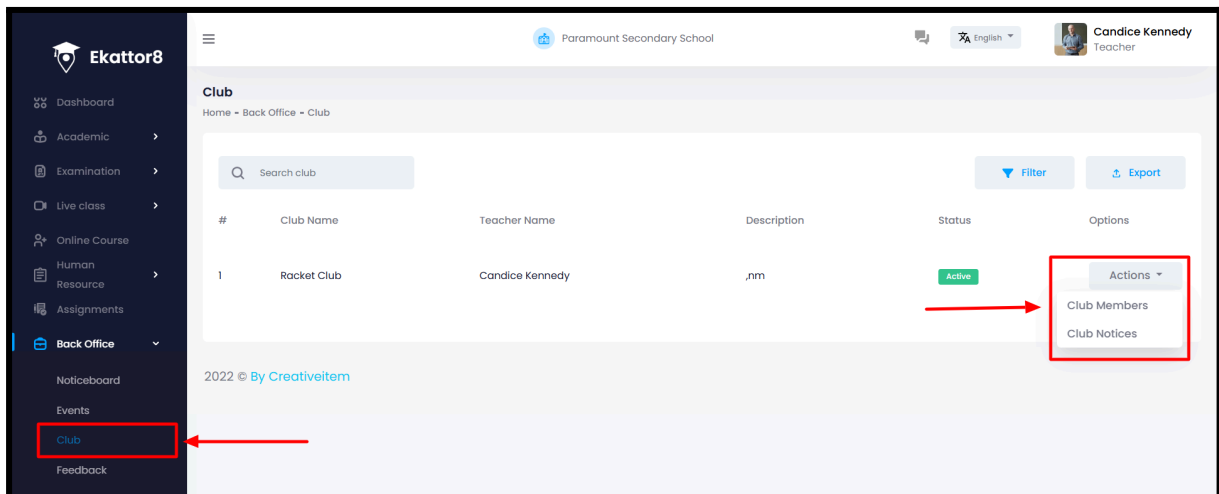 Ekattor8
Paramount Secondary School
English
Candice Kennedy
Teacher
Dashboard
Academic
Examination
Live class
Online Course
Human
Resource
Assignments
Back Office
Noticeboard
Events
Club
Feedback
Club
Home - Back Office - Club
Search club
Filter
Export
# Club Name Teacher Name Description Status Options
1 Racket Club Candice Kennedy ,nm Active Actions
Club Members
Club Notices
2022 © By Creativeitem